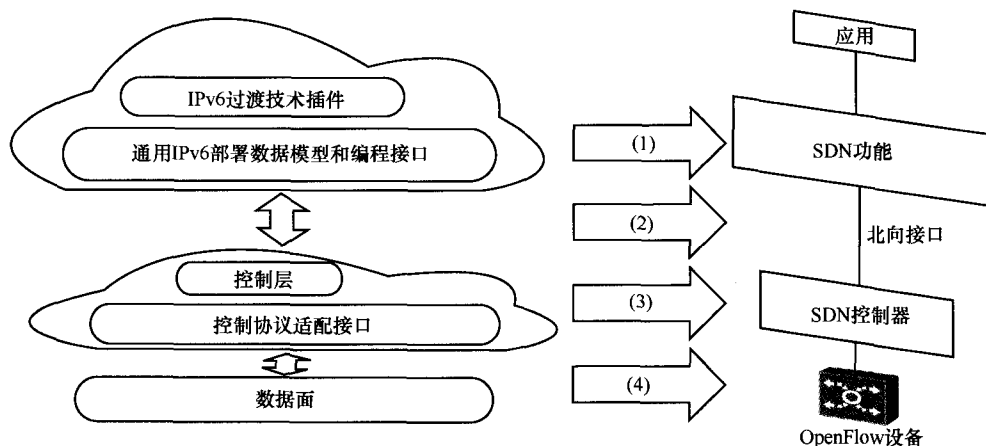 应用
IPv6过渡技术插件
通用IPv6部署数据模型和编程接口
(1)
SDN功能
(2)
北向接口
控制层
(3)
控制协议适配接口
SDN控制器
(4)
数据面
OpenFlow设备